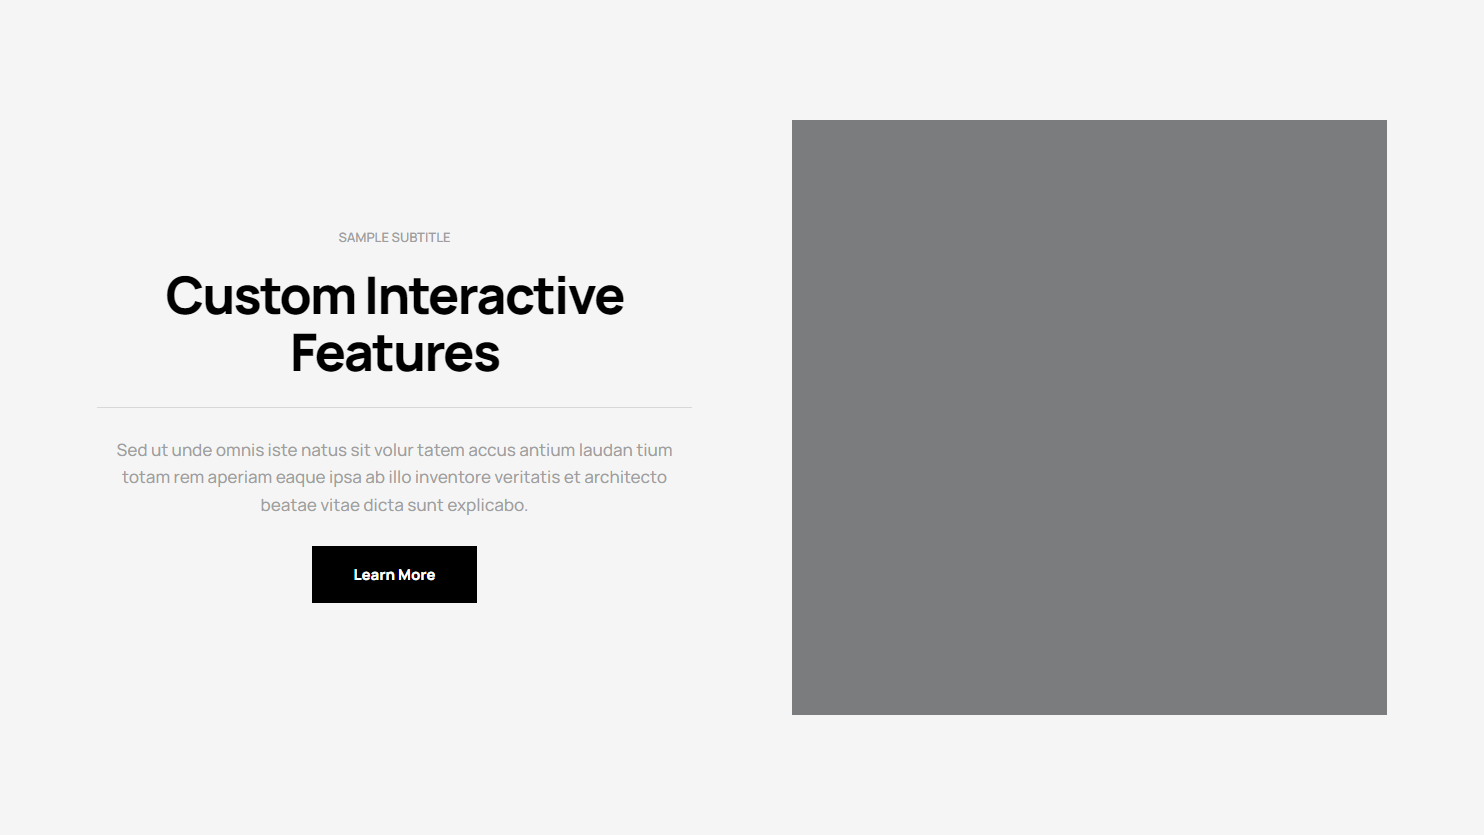 SAMPLE SUBTITLE
Custom Interactive
Features
Sed ut unde omnis iste natus sit volur tatem accus antium laudan tium
totam rem aperiam eaque ipsa ab illo inventore veritatis et architecto
beatae vitae dicta sunt explicabo.
Learn More